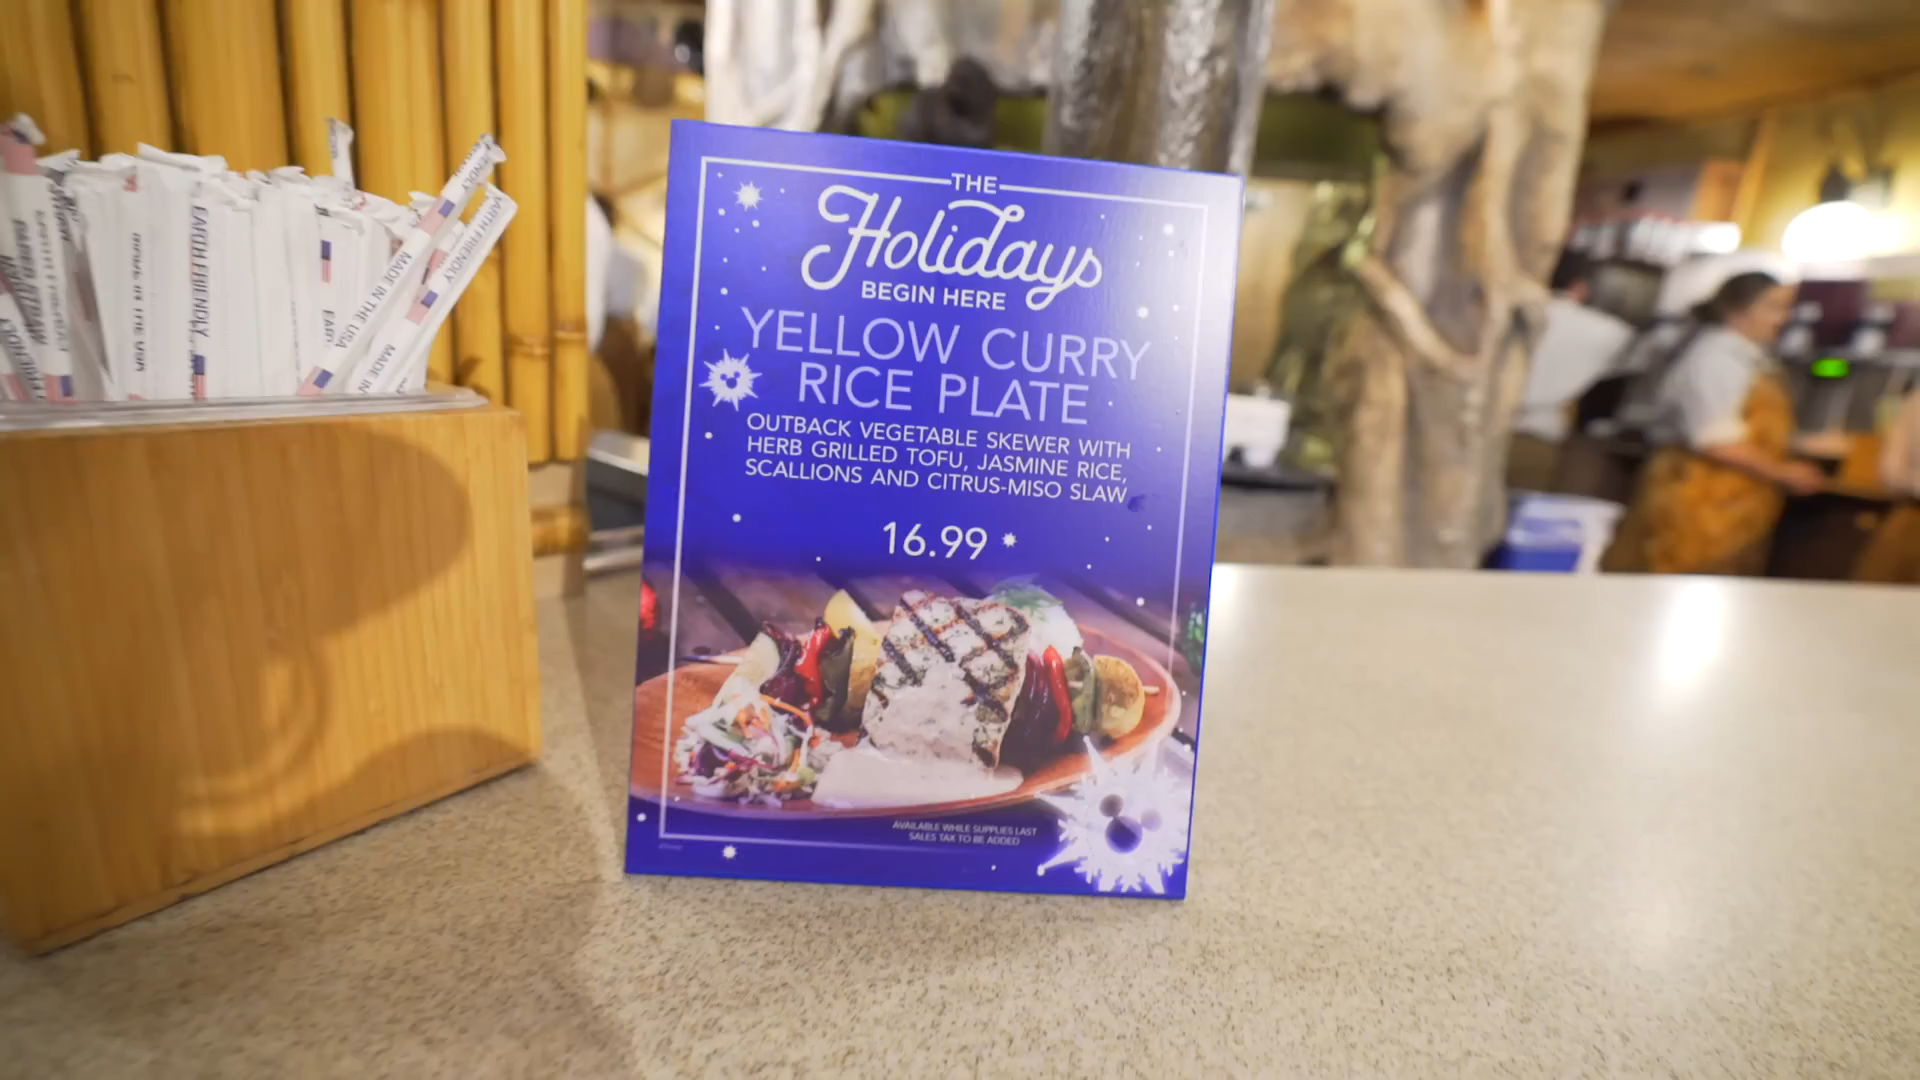 THE
Holidays
BEGIN HERE
YELLOW CURRY
RICE PLATE
OUTBACK VEGETABLE SKEWER WITH
HERB GRILLED TOFU, JASMINE RICE,
SCALLIONS AND CITRUS-MISO SLAW
16.99
AVAILABLE WHILE SUPPLIES LAST
SALES TAX TO BE ADDED
EARTH FRIENDLY
MADE IN THE USA
MADE IN
EARTH FRIENDLY